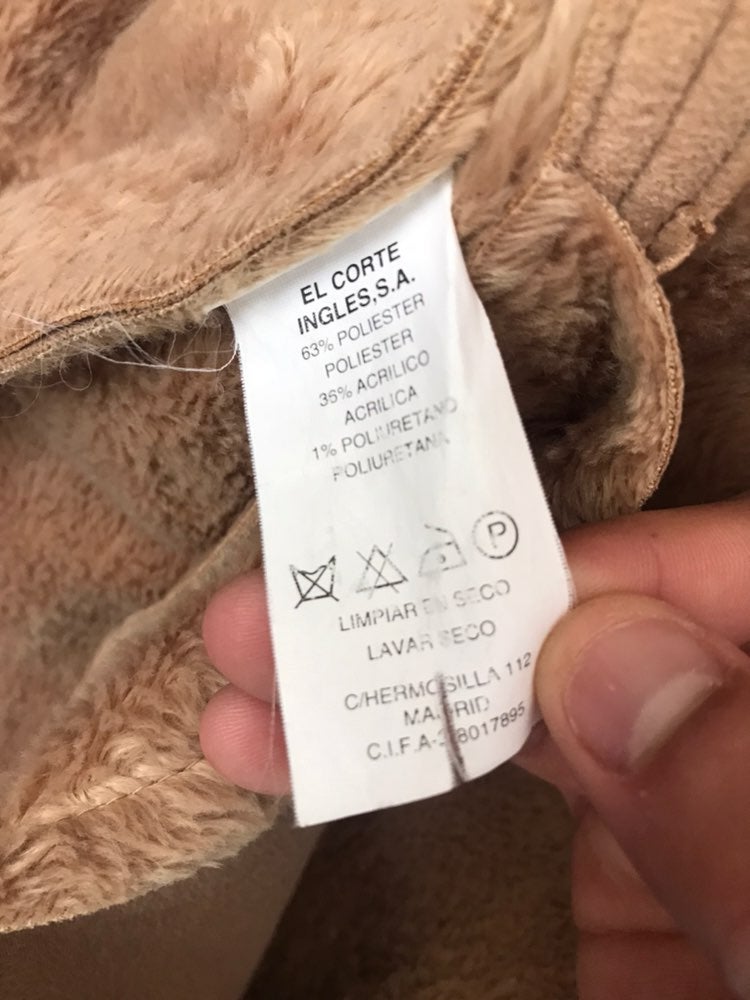 EL CORTE
INGLES,S.A.
63% POLIESTER
POLIESTER
36% ACRILICO
ACRILICA
1% POLIURETANO
POLIURETANA
P
LIMPIAR EN SECO
LAVAR SECO
C/HERMOSILLA 112
MADRID